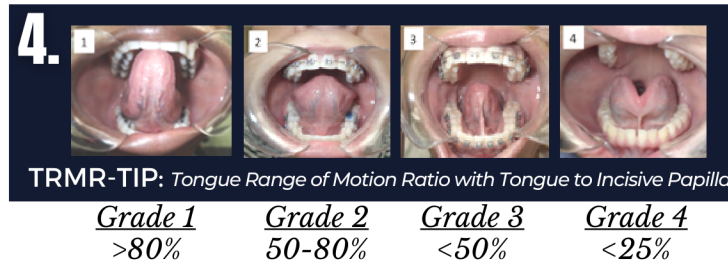 4.
1 2 3 4
TRMR-TIP: Tongue Range of Motion Ratio with Tongue to Incisive Papilla
Grade 1 Grade 2 Grade 3 Grade 4
>80% 50-80% <50% <25%